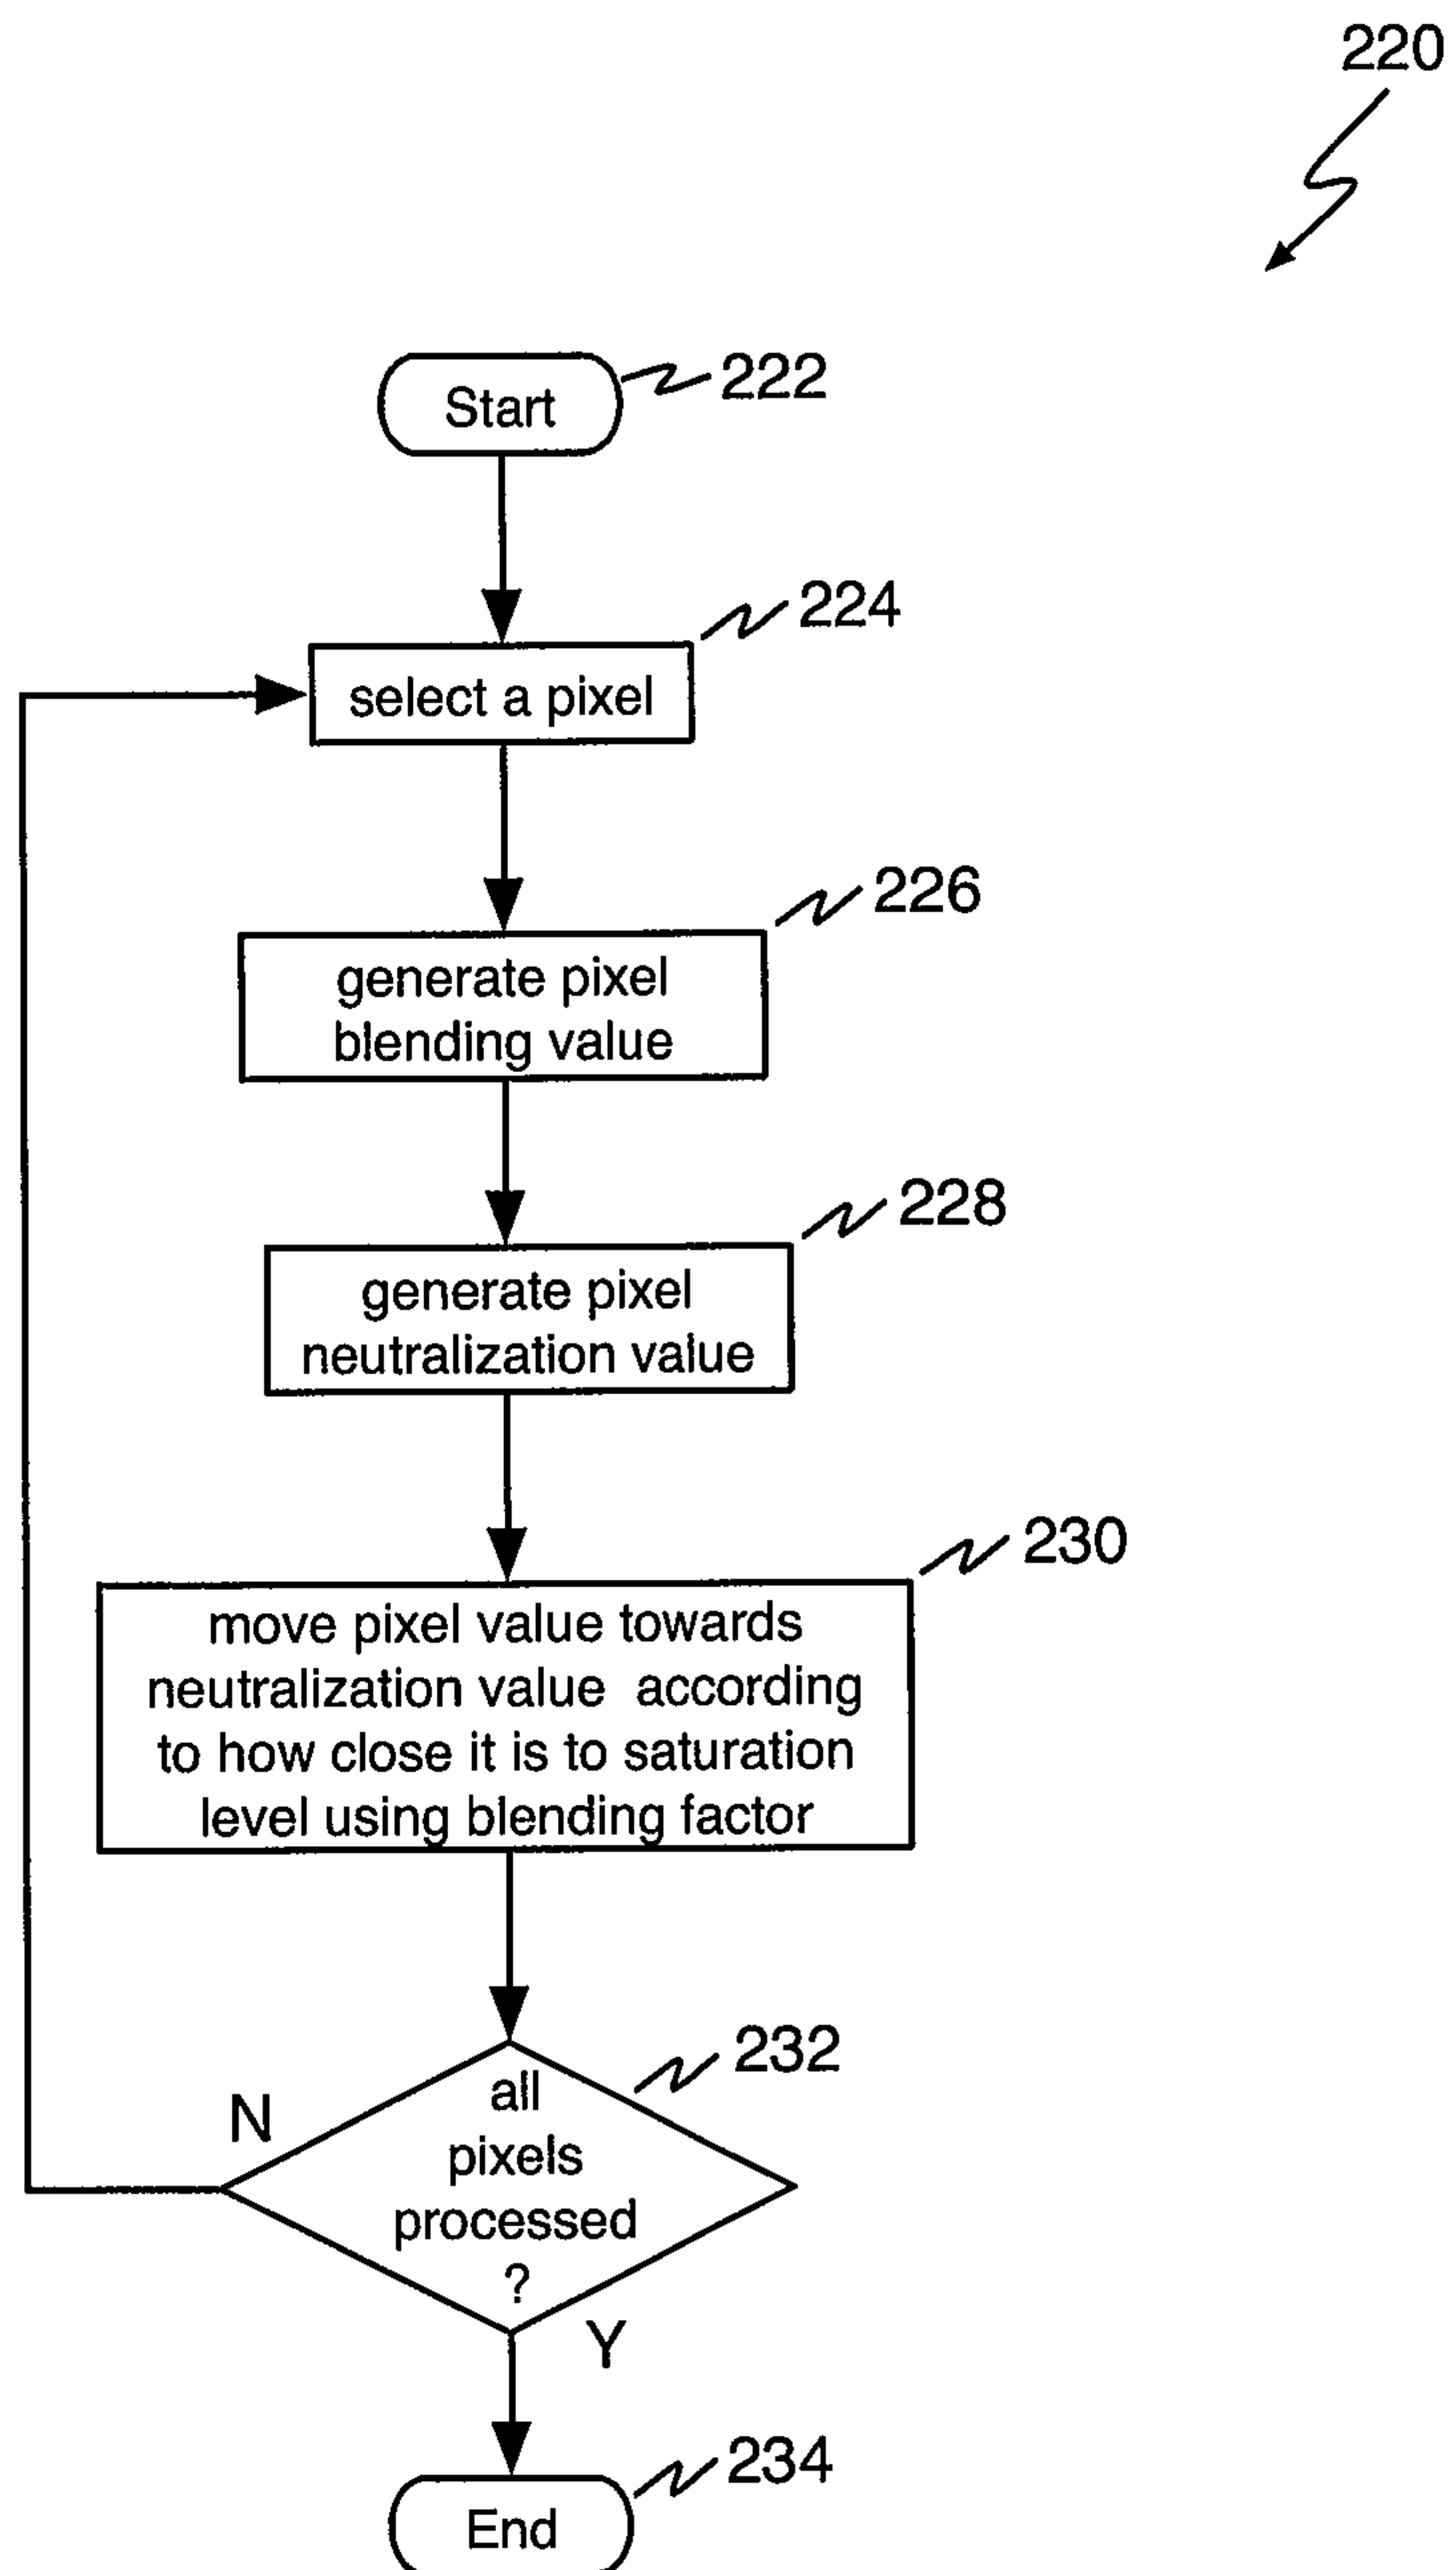 220
Start
222
224
select a pixel
226
generate pixel
blending value
228
generate pixel
neutralization value
230
move pixel value towards
neutralization value according
to how close it is to saturation
level using blending factor
232
N
all
pixels
processed
?
Y
234
End